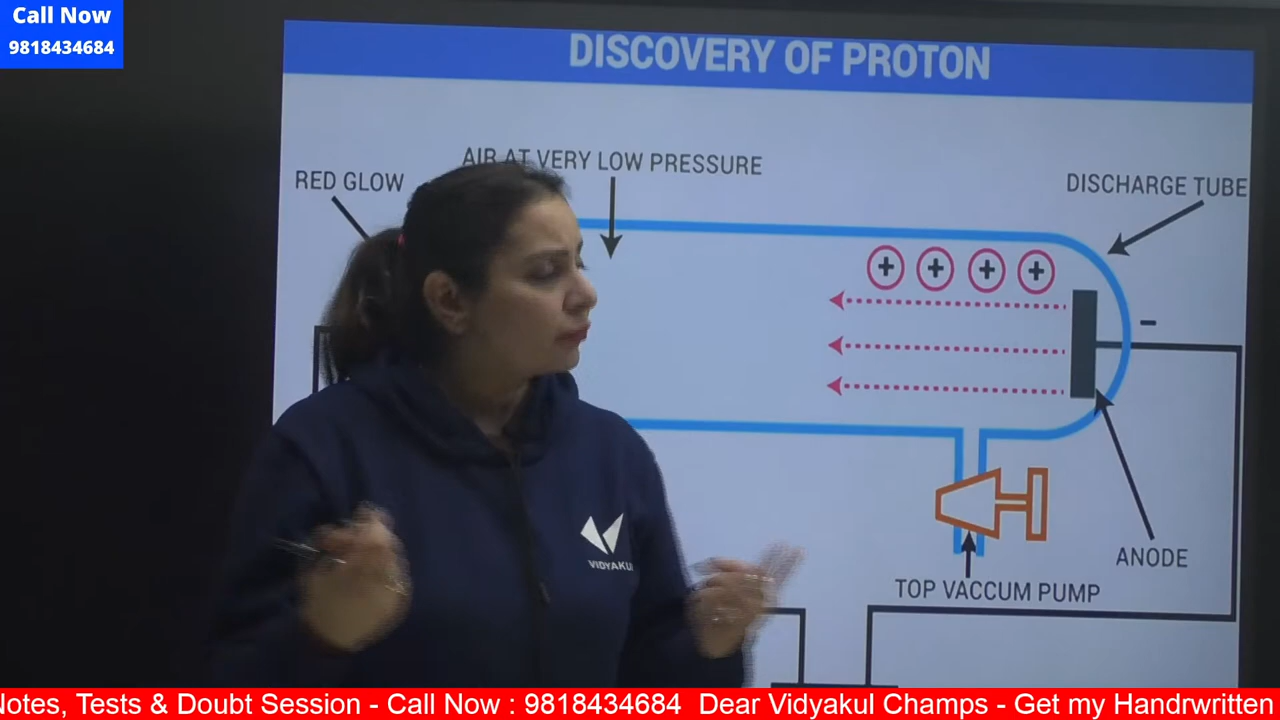 Call Now
9818434684
DISCOVERY OF PROTON
AIR AT VERY LOW PRESSURE
RED GLOW
DISCHARGE TUBE
+ + + +
-
ANODE
TOP VACCUM PUMP
VIDYAKUL
Notes, Tests & Doubt Session - Call Now : 9818434684 Dear Vidyakul Champs - Get my Handrwritten